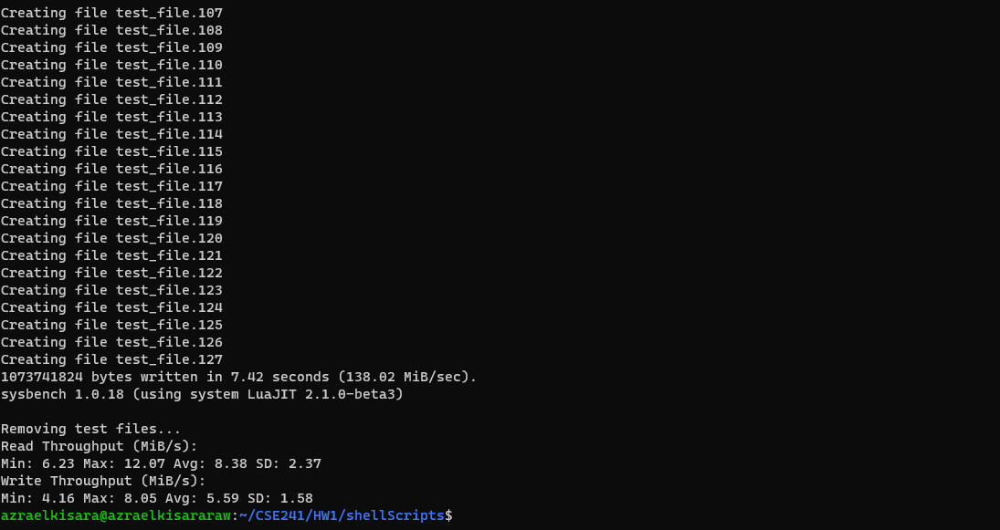 Creating file test_file.107
Creating file test_file.108
Creating file test_file.109
Creating file test_file.110
Creating file test_file.111
Creating file test_file.112
Creating file test_file.113
Creating file test_file.114
Creating file test_file.115
Creating file test_file.116
Creating file test_file.117
Creating file test_file.118
Creating file test_file.119
Creating file test_file.120
Creating file test_file.121
Creating file test_file.122
Creating file test_file.123
Creating file test_file.124
Creating file test_file.125
Creating file test_file.126
Creating file test_file.127
1073741824 bytes written in 7.42 seconds (138.02 MiB/sec).
sysbench 1.0.18 (using system LuaJIT 2.1.0-beta3)
Removing test files...
Read Throughput (MiB/s):
Min: 6.23 Max: 12.07 Avg: 8.38 SD: 2.37
Write Throughput (MiB/s):
Min: 4.16 Max: 8.05 Avg: 5.59 SD: 1.58
azraelkisara@azraelkisararaw:~/CSE241/HW1/shellScripts$